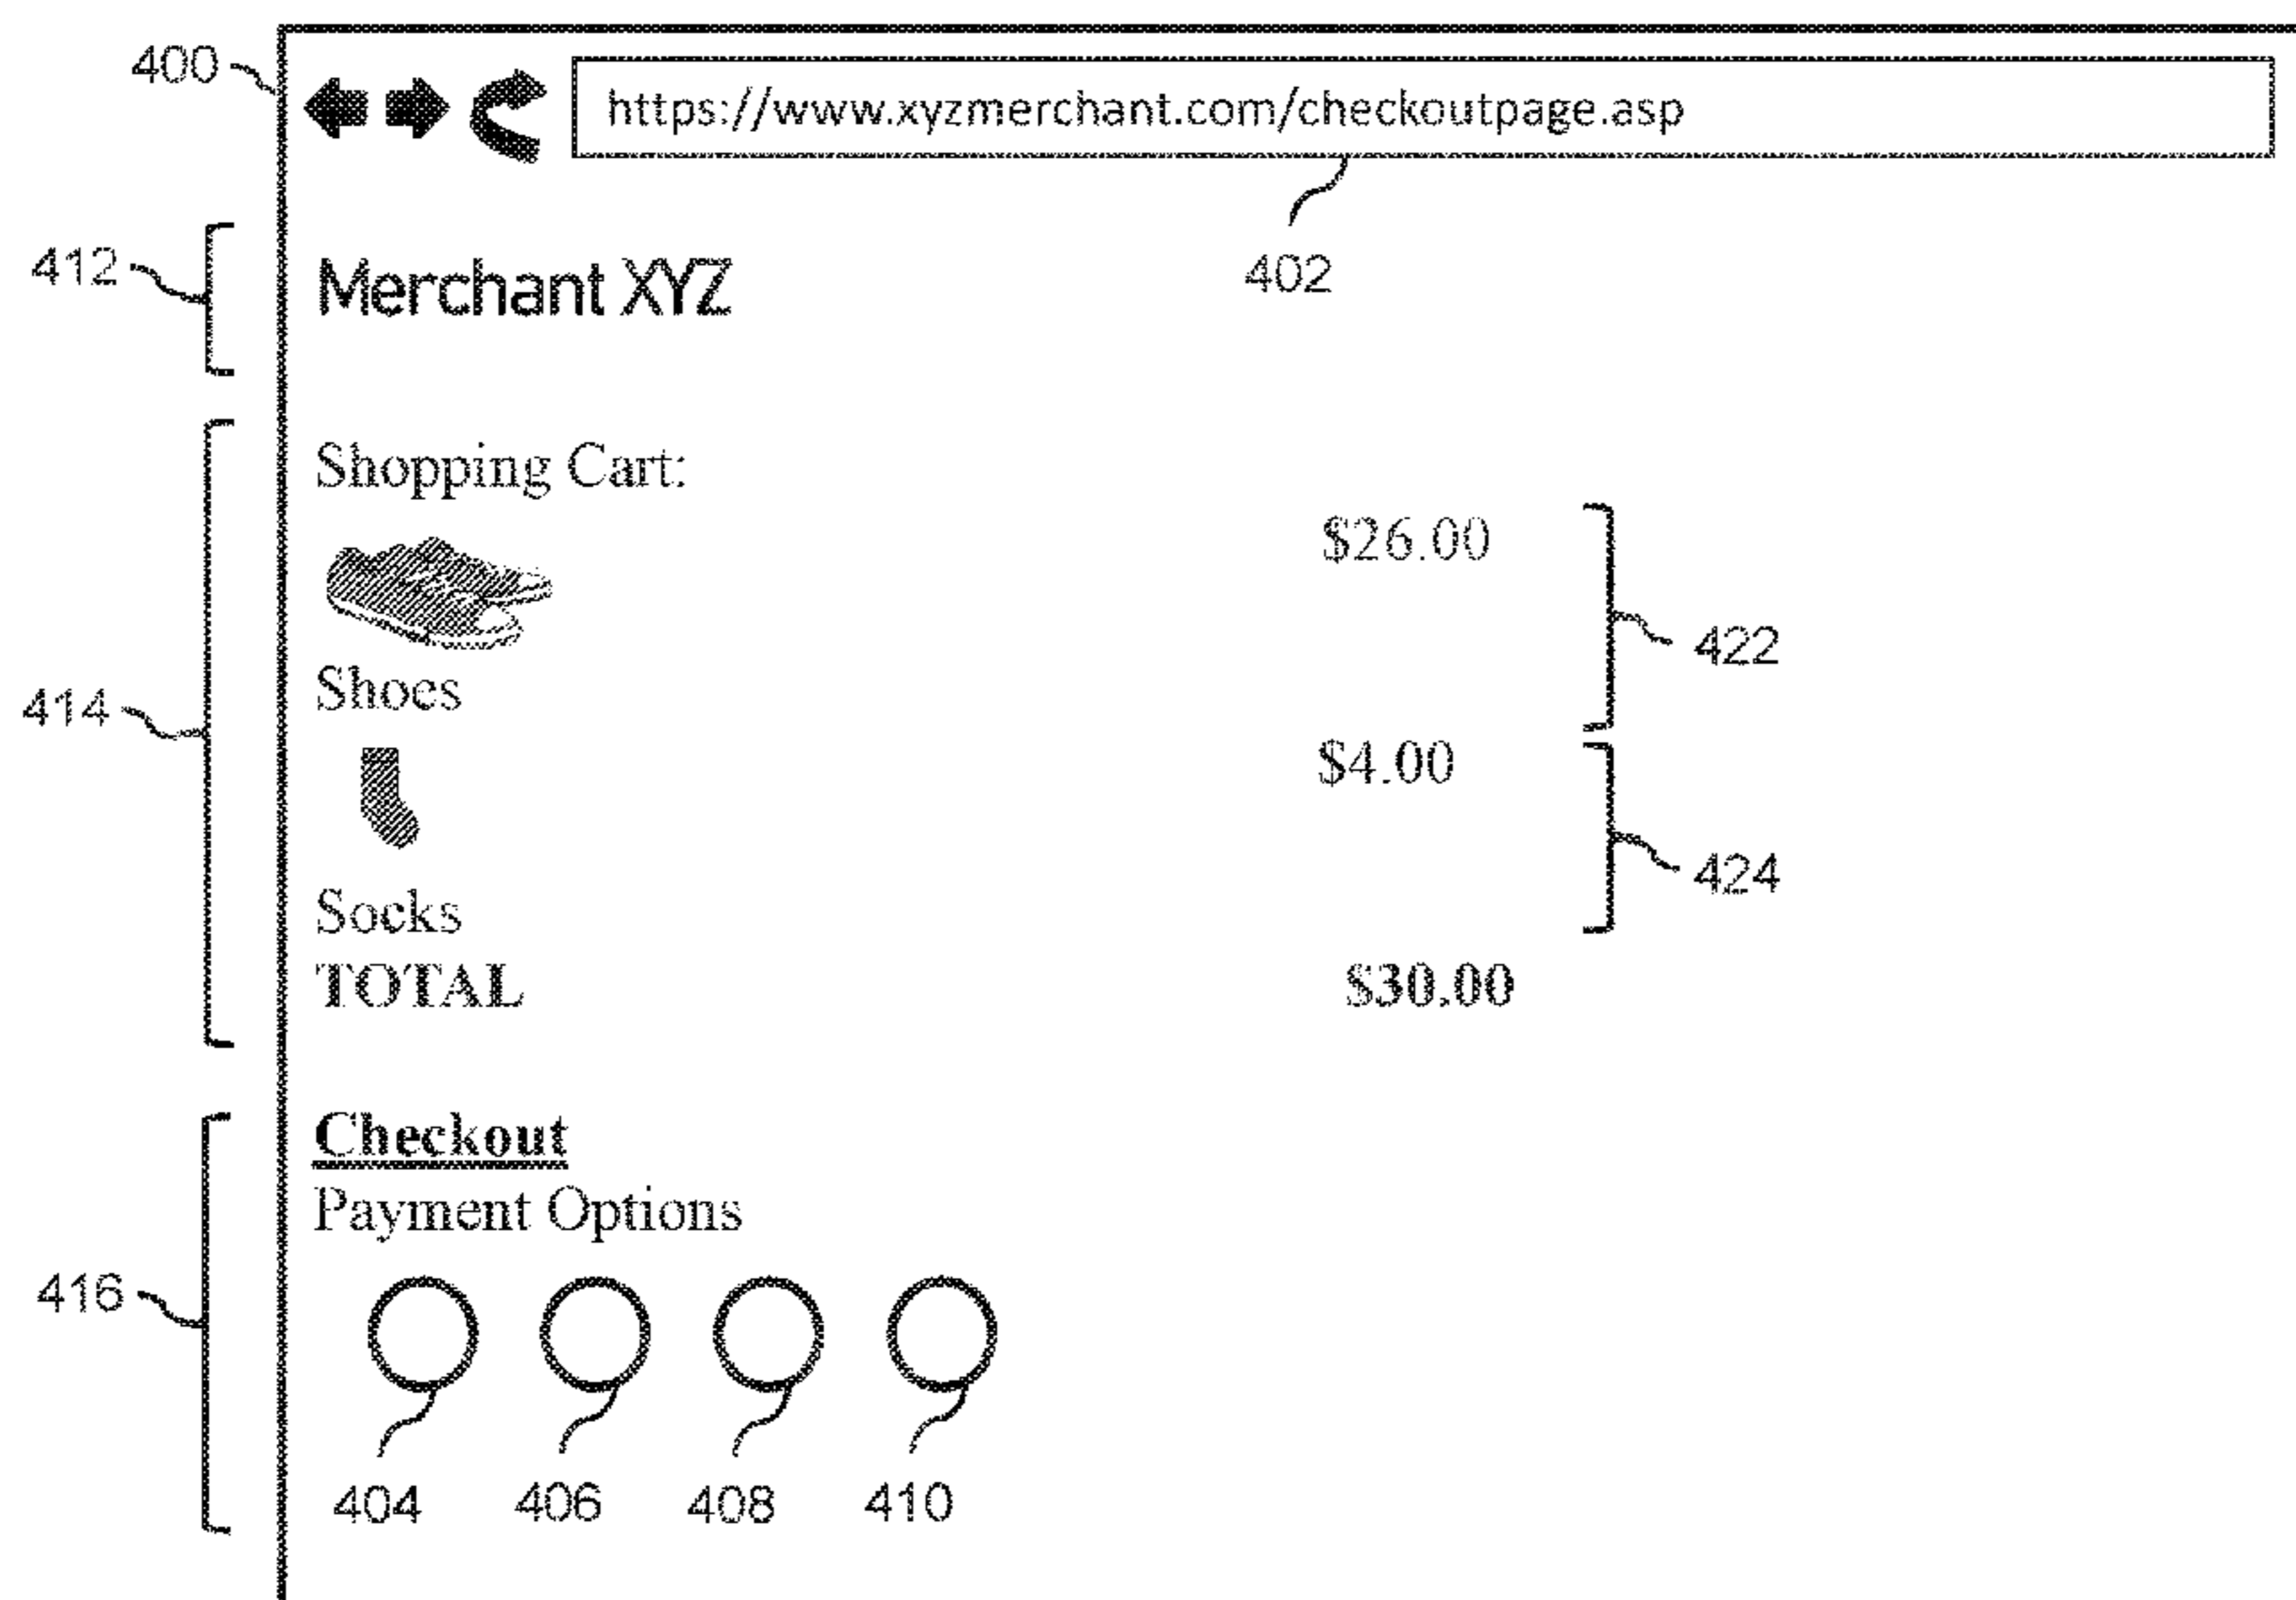 400
https://www.xyzmerchant.com/checkoutpage.asp
402
412
Merchant XYZ
414
Shopping Cart:
$26.00
422
Shoes
$4.00
424
Socks
TOTAL $30.00
416
Checkout
Payment Options
404 406 408 410